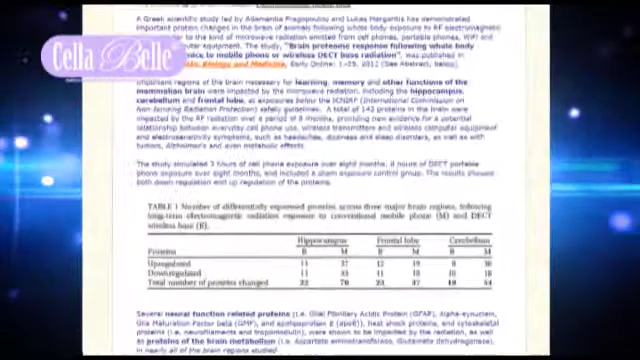 A Greek scientific study led by Adamantia Fragopoulou and Lukas Margaritis has demonstrated
important protein changes in the brain of animals following whole body exposure to RF electromagnetic
to the kind of microwave radiation emitted from cell phones, portable phones, WiFi and
computer equipment. The study, "Brain proteome response following whole body
to mobile phone or wireless DECT base radiation", was published in
Cella Belle
Biology and Medicine, Early Online: 1-25, 2012 (See Abstract, below).
Important regions of the brain necessary for learning, memory and other functions of the
mammalian brain were impacted by the microwave radiation, including the hippocampus,
cerebellum and frontal lobe, at exposures below the ICNIRP (International Commission on
Non-Ionizing Radiation Protection) safety guidelines. A total of 143 proteins in the brain were
impacted by the RF radiation over a period of 8 months, providing new evidence for a potential
relationship between everyday cell phone use, wireless transmitters and wireless computer equipment
and electrosensitivity symptoms, such as headaches, dizziness and sleep disorders, as well as with
tumors, Alzheimer's and even metabolic effects.
The study simulated 3 hours of cell phone exposure over eight months, 8 hours of DECT portable
phone exposure over eight months, and included a sham exposure control group. The results showed
both down regulation and up regulation of the proteins.
TABLE I Number of differentially expressed proteins across three major brain regions, following
long-term electromagnetic radiation exposure to conventional mobile phone (M) and DECT
wireless base (B).
Hippocampus Frontal lobe Cerebellum
Proteins B M B M B M
Upregulated 11 37 12 19 8 36
Downregulated 11 33 11 18 10 18
Total number of proteins changed 22 70 23 37 18 54
Several neural function related proteins (i.e. Glial Fibrillary Acidic Protein (GFAP), Alpha-synuclein,
Glia Maturation Factor beta (GMF), and apolipoprotein E (apoE)), heat shock proteins, and cytoskeletal
proteins (i.e. neurofilaments and tropomodulin), were shown to be impacted by the radiation, as well
as proteins of the brain metabolism (i.e. Aspartate aminotransferase, Glutamate dehydrogenase),
in nearly all of the brain regions studied